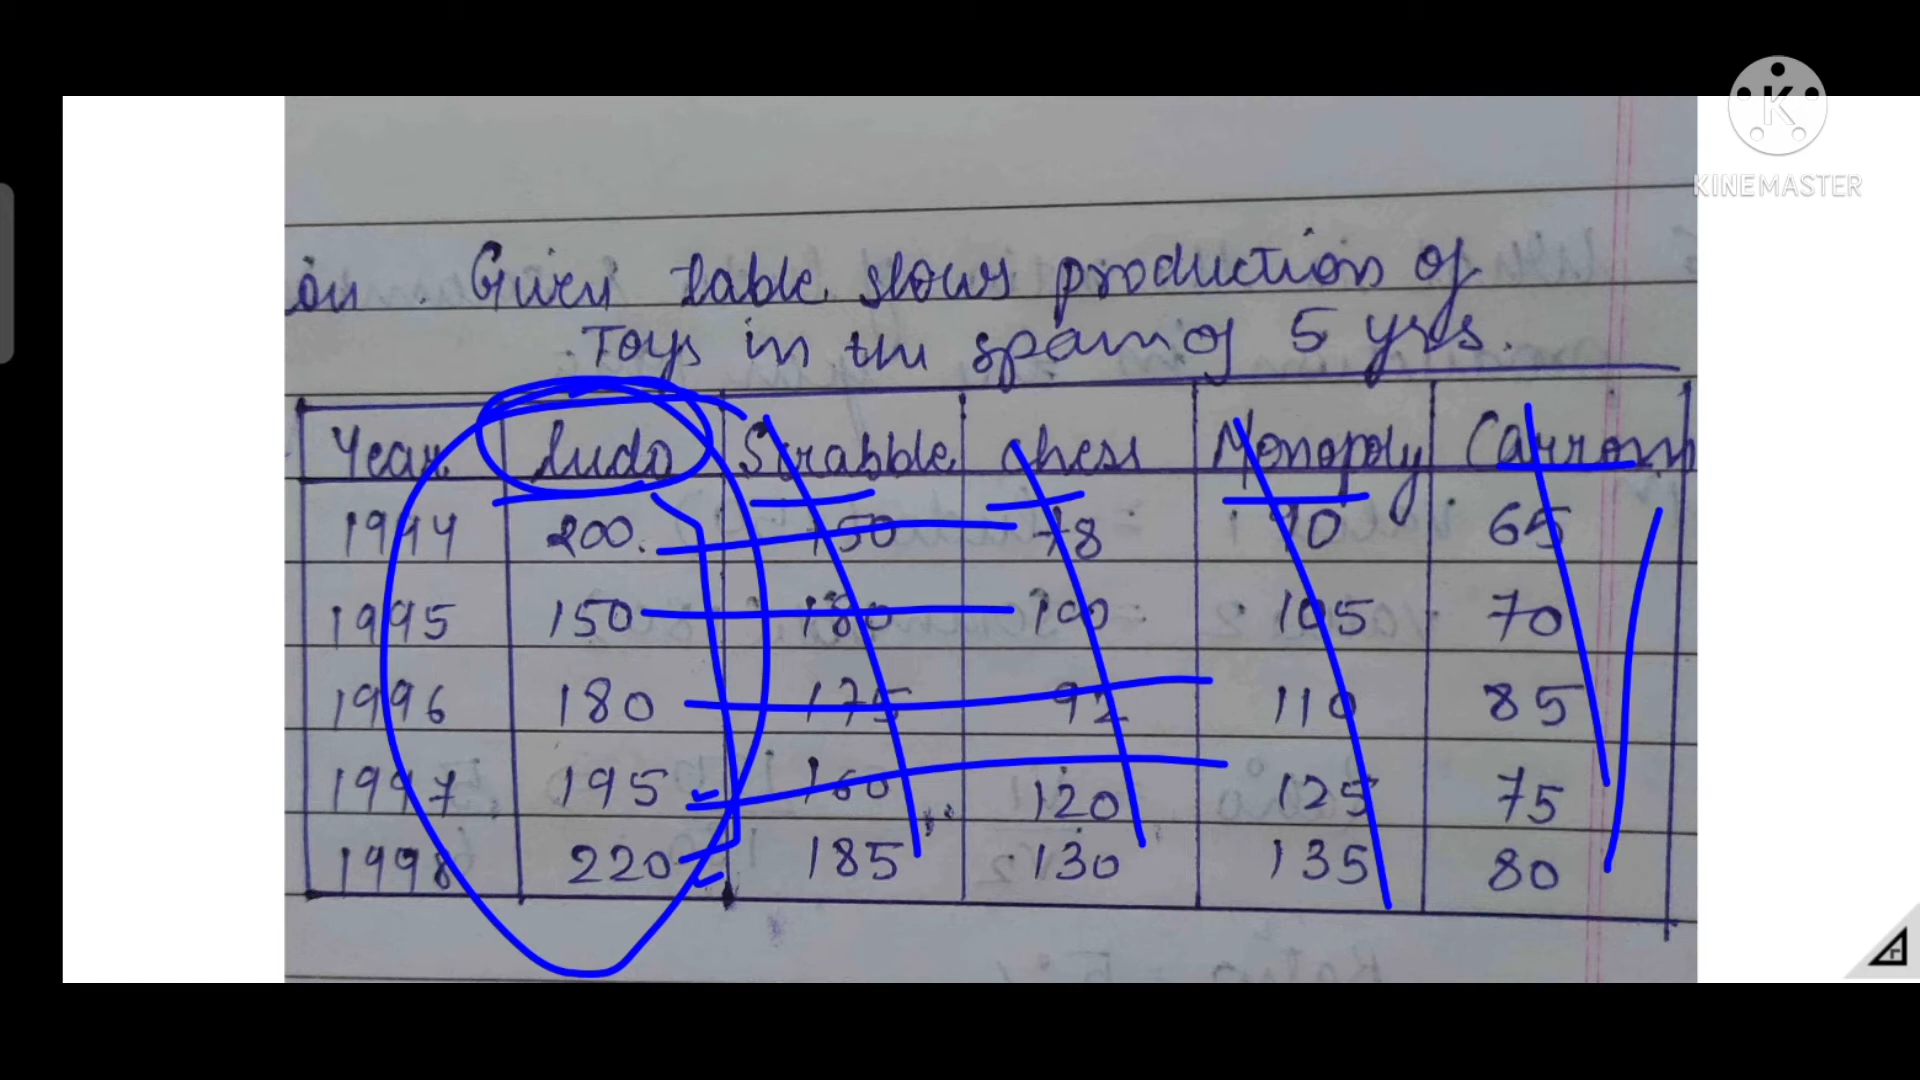 K
KINEMASTER
on. Given table shows production of
Toys in the span of 5 yrs.
Year Ludo Scrabble chess Monopoly Carrom
1994 200. 150 78 90 65
1995 150 180 100 105 70
1996 180 175 92 110 85
1997 195 160 120 125 75
1998 220 185 130 135 80